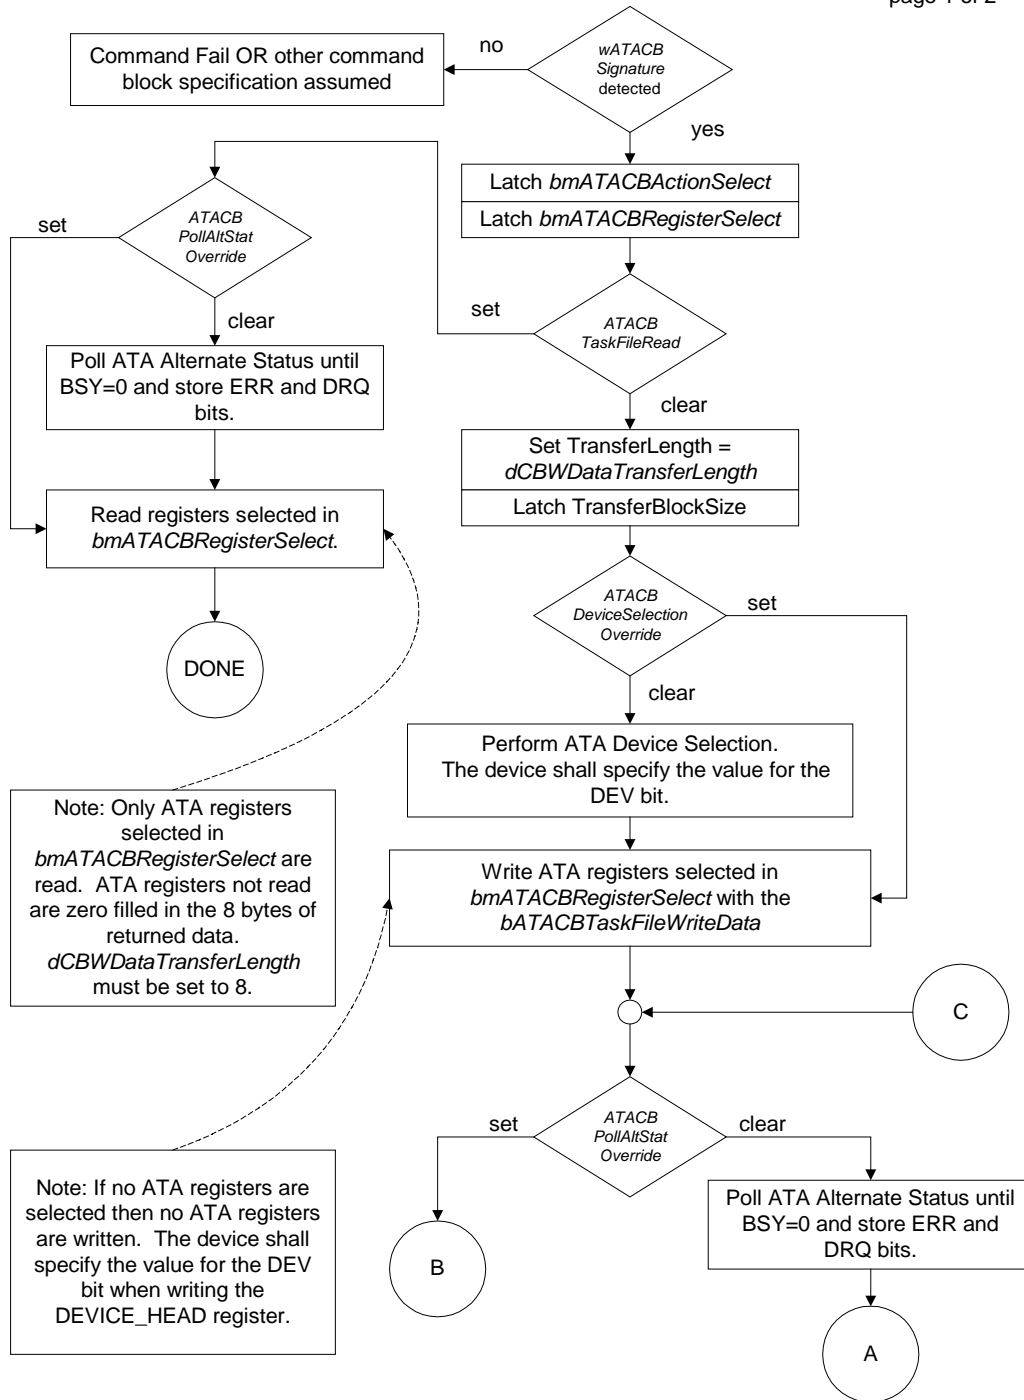 page 1 of 2
no
Command Fail OR other command
block specification assumed
wATACB
Signature
detected
yes
Latch bmATACBActionSelect
Latch bmATACBRegisterSelect
set
ATACB
PollAltStat
Override
clear
set
ATACB
TaskFileRead
clear
Poll ATA Alternate Status until
BSY=0 and store ERR and DRQ
bits.
Set TransferLength =
dCBWDataTransferLength
Latch TransferBlockSize
Read registers selected in
bmATACBRegisterSelect.
DONE
ATACB
DeviceSelection
Override
set
clear
Perform ATA Device Selection.
The device shall specify the value for the
DEV bit.
Note: Only ATA registers
selected in
bmATACBRegisterSelect are
read. ATA registers not read
are zero filled in the 8 bytes of
returned data.
dCBWDataTransferLength
must be set to 8.
Write ATA registers selected in
bmATACBRegisterSelect with the
bATACBTaskFileWriteData
C
set
ATACB
PollAltStat
Override
clear
Note: If no ATA registers are
selected then no ATA registers
are written. The device shall
specify the value for the DEV
bit when writing the
DEVICE_HEAD register.
B
Poll ATA Alternate Status until
BSY=0 and store ERR and
DRQ bits.
A